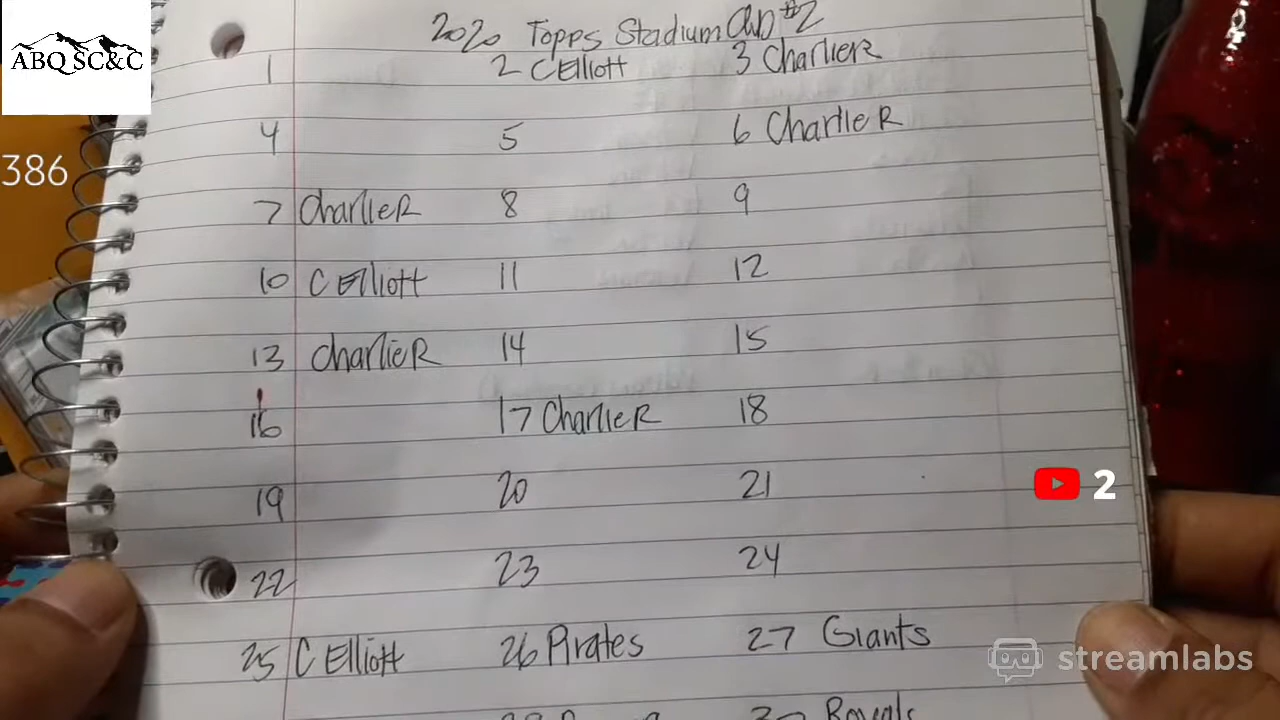 ABQ SC&C
386
2020 Topps Stadium Club #2
1 2 C Elliott 3 Charlie R
4 5 6 Charlie R
7 Charlie R 8 9
10 C Elliott 11 12
13 Charlie R 14 15
16 17 Charlie R 18
19 20 21
2
22 23 24
25 C Elliott 26 Pirates 27 Giants
streamlabs
30 Royals